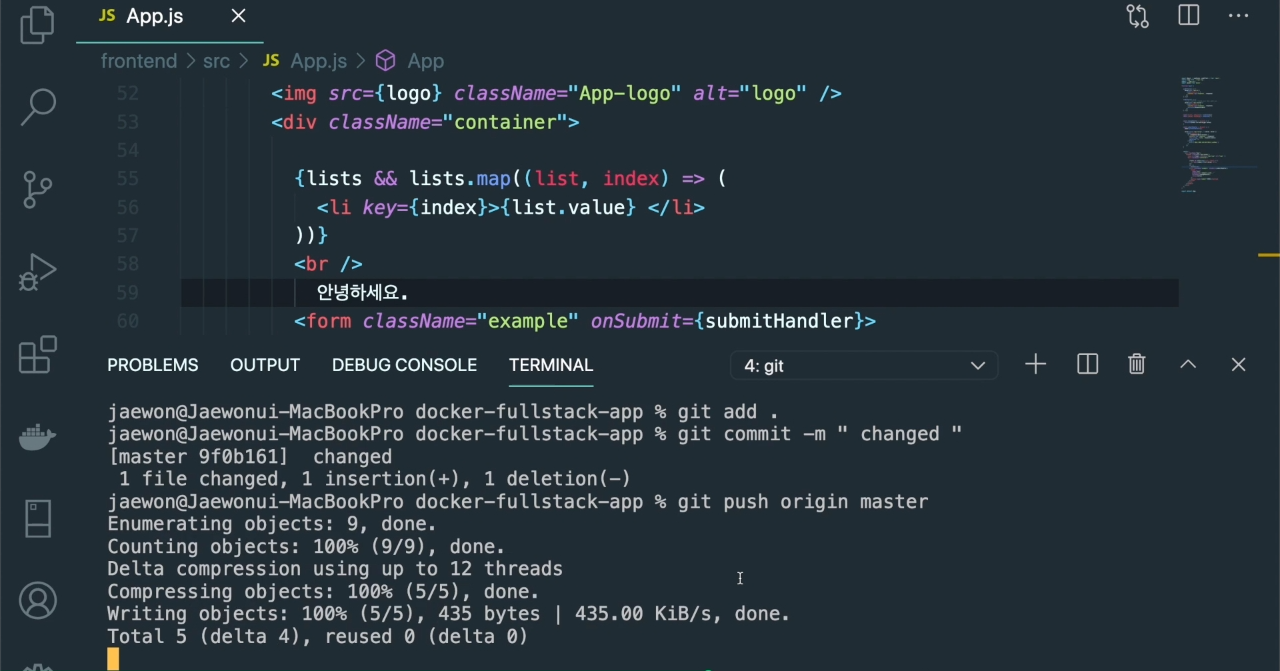 JS App.js
frontend > src > JS App.js > App
52 <img src={logo} className="App-logo" alt="logo" />
53 <div className="container">
54
55 {lists && lists.map((list, index) => (
56 <li key={index}>{list.value} </li>
57 ))}
58 <br />
59 안녕하세요.
60 <form className="example" onSubmit={submitHandler}>
PROBLEMS OUTPUT DEBUG CONSOLE TERMINAL 4: git
jaewon@Jaewonui-MacBookPro docker-fullstack-app % git add .
jaewon@Jaewonui-MacBookPro docker-fullstack-app % git commit -m " changed "
[master 9f0b161]  changed
 1 file changed, 1 insertion(+), 1 deletion(-)
jaewon@Jaewonui-MacBookPro docker-fullstack-app % git push origin master
Enumerating objects: 9, done.
Counting objects: 100% (9/9), done.
Delta compression using up to 12 threads
Compressing objects: 100% (5/5), done.
Writing objects: 100% (5/5), 435 bytes | 435.00 KiB/s, done.
Total 5 (delta 4), reused 0 (delta 0)